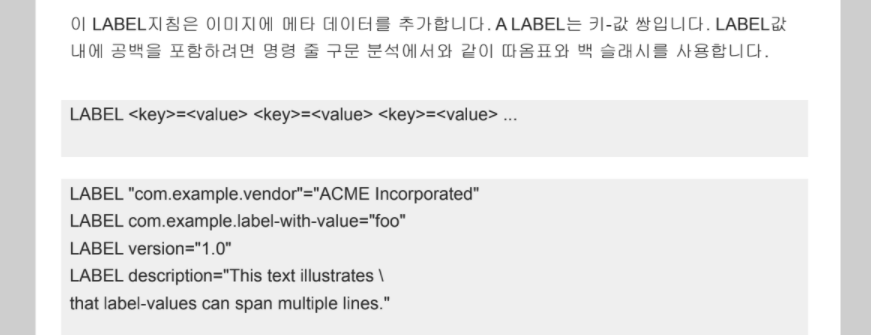 이 LABEL지침은 이미지에 메타 데이터를 추가합니다. A LABEL는 키-값 쌍입니다. LABEL값
내에 공백을 포함하려면 명령 줄 구문 분석에서와 같이 따옴표와 백 슬래시를 사용합니다.
LABEL <key>=<value> <key>=<value> <key>=<value> ...
LABEL "com.example.vendor"="ACME Incorporated"
LABEL com.example.label-with-value="foo"
LABEL version="1.0"
LABEL description="This text illustrates \
that label-values can span multiple lines."